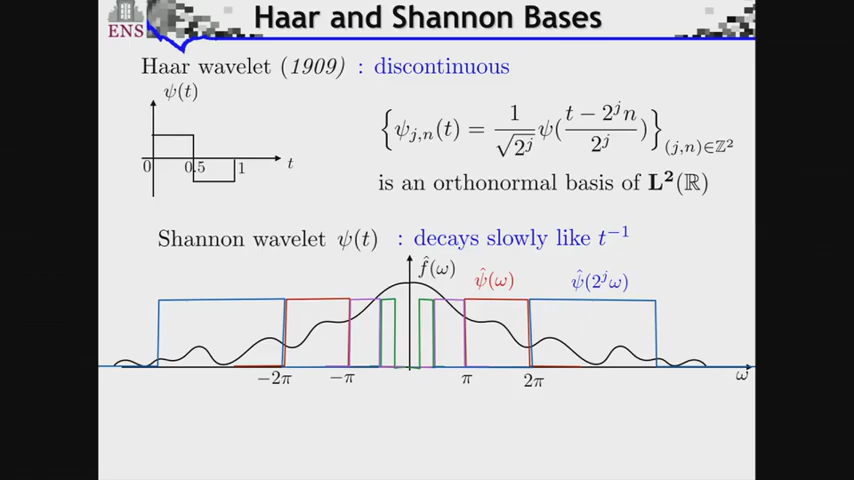 ENS
Haar and Shannon Bases
Haar wavelet (1909) : discontinuous
ψ(t)
0 0.5 1 t
{ψ_{j,n}(t) = 1/√(2^j) ψ((t − 2^j n)/2^j)}_{(j,n)∈ℤ²}
is an orthonormal basis of L²(ℝ)
Shannon wavelet ψ(t) : decays slowly like t⁻¹
f̂(ω)
ψ̂(ω)
ψ̂(2^j ω)
−2π −π π 2π ω